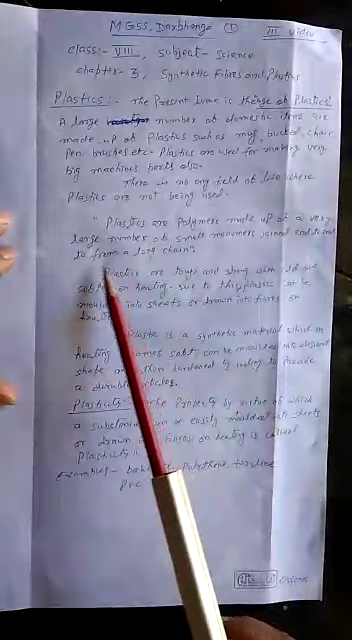 MGSS, Darbhanga ① III Video
Class:- VIII, Subject- Science
Chapter- 3, Synthetic Fibres and Plastics
Plastics:- The Present time is the age of Plastics.
A large number of domestic items are
made up of Plastics such as mug, bucket, chair,
Pen, brushes etc. Plastics are used for making very
big machines parts also.
There is no any field of life where
Plastics are not being used.
" Plastics are Polymers made up of a very
large number of small monomers joined end to end
to form a long chain".
Plastics are tough and strong when cold but
soften on heating. due to this plastics can be
moulded into sheets or drawn into fibres on
heating
Plastic is a synthetic material which on
heating becomes soft, can be moulded into desired
shape and then hardened by cooling to Provide
a durable articles.
Plasticity:- The Property by virtue of which
a substance can easily moulded into sheets
or drawn fibres on heating is called
Plasticity"
Examples- Polythene, terylene
PVC